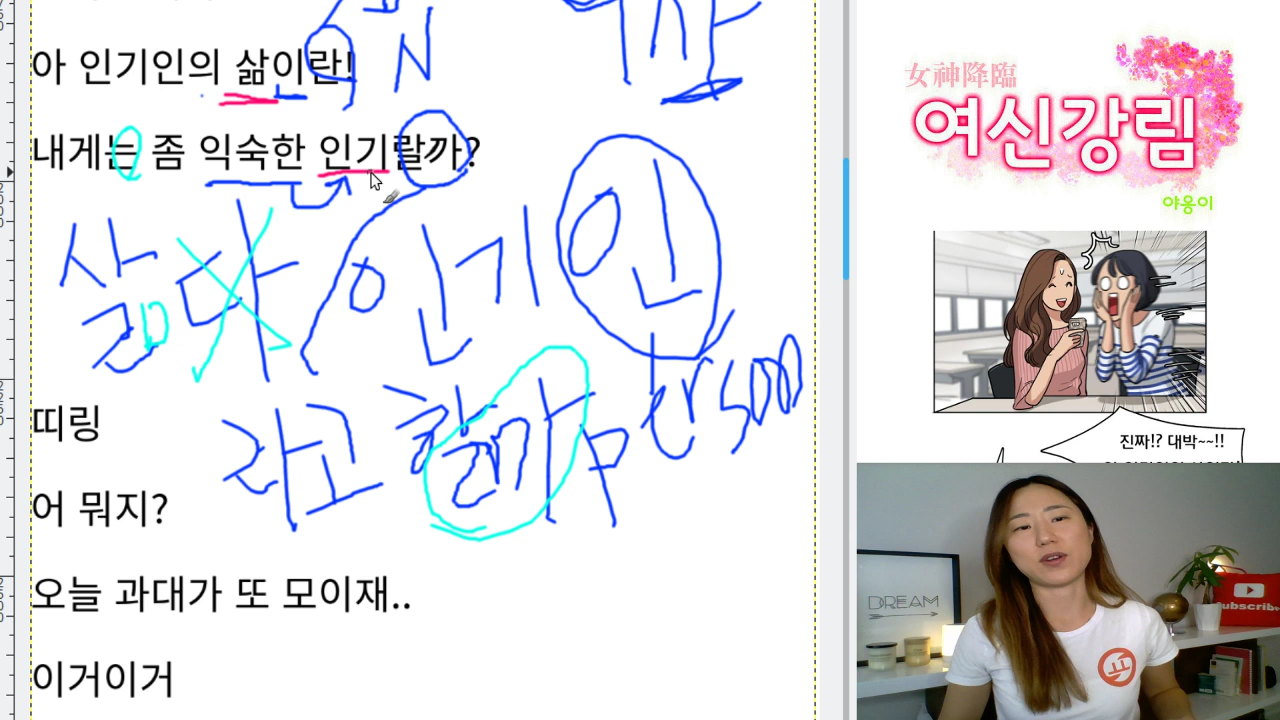 아 인기인의 삶이란!
N
내게는 좀 익숙한 인기랄까?
삶
다
인기인
person
라고 할까
띠링
어 뭐지?
오늘 과대가 또 모이재..
이거이거
女神降臨
여신강림
야옹이
진짜!? 대박~~!!
DREAM
Subscribe